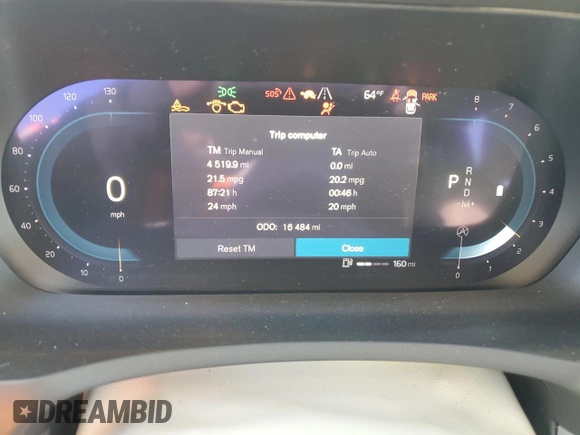 120 130
SOS
64°F
PARK
8
100
7
Trip computer
80
6
TM Trip Manual TA Trip Auto
4 519.9 mi 0.0 mi
21.5 mpg 20.2 mpg
60
0
P
R
N
D
+/M+
4
87:21 h 00:46 h
24 mph 20 mph
mph
40
3
ODO: 16 484 mi
Reset TM Close
20
2
10
0
160 mi
0
1
DREAMBID